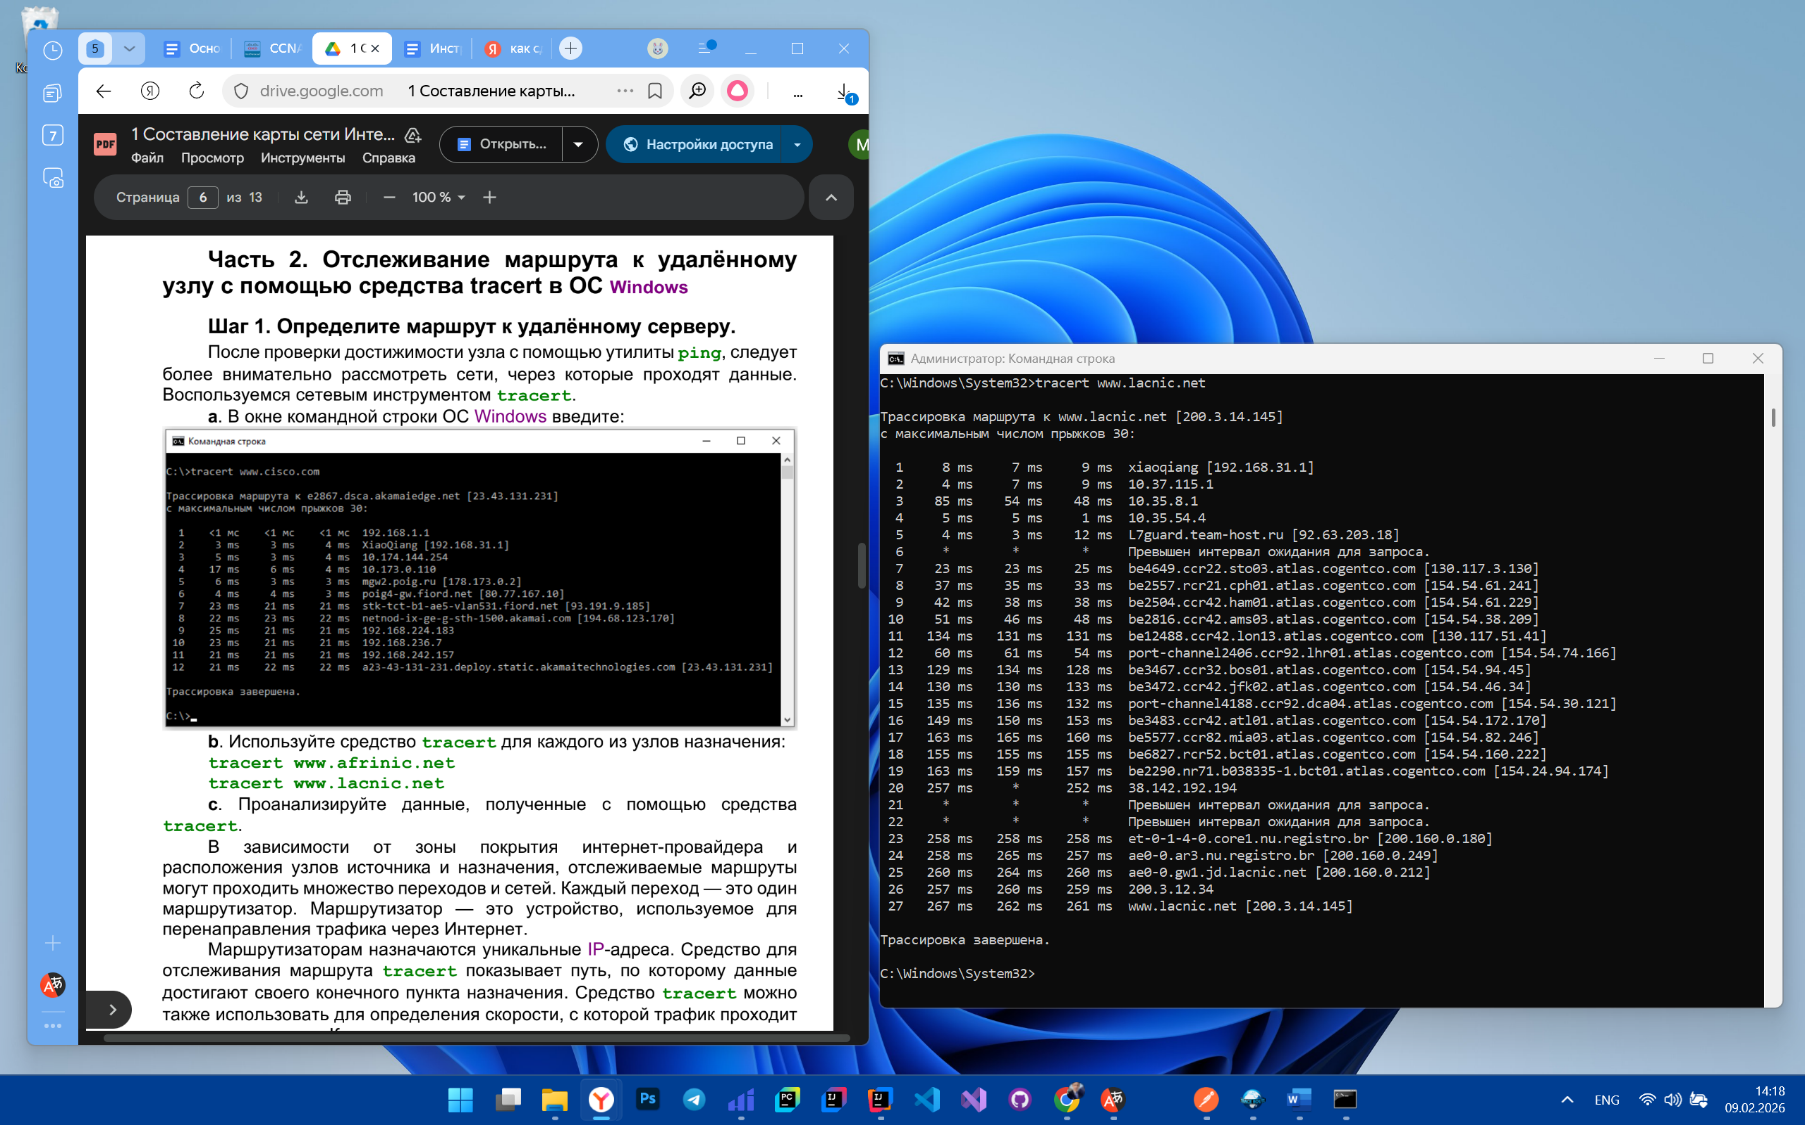 5
Осно
CCNA
1 С
Инст
как с
drive.google.com 1 Составление карты...
1
7
PDF
1 Составление карты сети Инте...
Файл Просмотр Инструменты Справка
Открыть...
Настройки доступа
M
Страница 6 из 13
100 %
Часть 2. Отслеживание маршрута к удалённому
узлу с помощью средства tracert в ОС Windows
Шаг 1. Определите маршрут к удалённому серверу.
После проверки достижимости узла с помощью утилиты ping, следует
более внимательно рассмотреть сети, через которые проходят данные.
Воспользуемся сетевым инструментом tracert.
a. В окне командной строки ОС Windows введите:
Командная строка
C:\>tracert www.cisco.com
Трассировка маршрута к e2867.dsca.akamaiedge.net [23.43.131.231]
с максимальным числом прыжков 30:
1 <1 мс <1 мс <1 мс 192.168.1.1
2 3 ms 3 ms 4 ms XiaoQiang [192.168.31.1]
3 5 ms 3 ms 4 ms 10.174.144.254
4 17 ms 6 ms 4 ms 10.173.0.110
5 6 ms 3 ms 3 ms mgw2.poig.ru [178.173.0.2]
6 4 ms 4 ms 3 ms poig4-gw.fiord.net [80.77.167.10]
7 23 ms 21 ms 21 ms stk-tct-b1-ae5-vlan531.fiord.net [93.191.9.185]
8 22 ms 23 ms 22 ms netnod-ix-ge-g-sth-1500.akamai.com [194.68.123.170]
9 25 ms 21 ms 21 ms 192.168.224.183
10 23 ms 21 ms 21 ms 192.168.236.7
11 21 ms 21 ms 21 ms 192.168.242.157
12 21 ms 22 ms 22 ms a23-43-131-231.deploy.static.akamaitechnologies.com [23.43.131.231]
Трассировка завершена.
C:\>
b. Используйте средство tracert для каждого из узлов назначения:
tracert www.afrinic.net
tracert www.lacnic.net
c. Проанализируйте данные, полученные с помощью средства
tracert.
В зависимости от зоны покрытия интернет-провайдера и
расположения узлов источника и назначения, отслеживаемые маршруты
могут проходить множество переходов и сетей. Каждый переход — это один
маршрутизатор. Маршрутизатор — это устройство, используемое для
перенаправления трафика через Интернет.
Маршрутизаторам назначаются уникальные IP-адреса. Средство для
отслеживания маршрута tracert показывает путь, по которому данные
достигают своего конечного пункта назначения. Средство tracert можно
также использовать для определения скорости, с которой трафик проходит
Администратор: Командная строка
C:\Windows\System32>tracert www.lacnic.net
Трассировка маршрута к www.lacnic.net [200.3.14.145]
с максимальным числом прыжков 30:
1 8 ms 7 ms 9 ms xiaoqiang [192.168.31.1]
2 4 ms 7 ms 9 ms 10.37.115.1
3 85 ms 54 ms 48 ms 10.35.8.1
4 5 ms 5 ms 1 ms 10.35.54.4
5 4 ms 3 ms 12 ms L7guard.team-host.ru [92.63.203.18]
6 * * * Превышен интервал ожидания для запроса.
7 23 ms 23 ms 25 ms be4649.ccr22.sto03.atlas.cogentco.com [130.117.3.130]
8 37 ms 35 ms 33 ms be2557.rcr21.cph01.atlas.cogentco.com [154.54.61.241]
9 42 ms 38 ms 38 ms be2504.ccr42.ham01.atlas.cogentco.com [154.54.61.229]
10 51 ms 46 ms 48 ms be2816.ccr42.ams03.atlas.cogentco.com [154.54.38.209]
11 134 ms 131 ms 131 ms be12488.ccr42.lon13.atlas.cogentco.com [130.117.51.41]
12 60 ms 61 ms 54 ms port-channel2406.ccr92.lhr01.atlas.cogentco.com [154.54.74.166]
13 129 ms 134 ms 128 ms be3467.ccr32.bos01.atlas.cogentco.com [154.54.94.45]
14 130 ms 130 ms 133 ms be3472.ccr42.jfk02.atlas.cogentco.com [154.54.46.34]
15 135 ms 136 ms 132 ms port-channel4188.ccr92.dca04.atlas.cogentco.com [154.54.30.121]
16 149 ms 150 ms 153 ms be3483.ccr42.atl01.atlas.cogentco.com [154.54.172.170]
17 163 ms 165 ms 160 ms be5577.ccr82.mia03.atlas.cogentco.com [154.54.82.246]
18 155 ms 155 ms 155 ms be6827.rcr52.bct01.atlas.cogentco.com [154.54.160.222]
19 163 ms 159 ms 157 ms be2290.nr71.b038335-1.bct01.atlas.cogentco.com [154.24.94.174]
20 257 ms * 252 ms 38.142.192.194
21 * * * Превышен интервал ожидания для запроса.
22 * * * Превышен интервал ожидания для запроса.
23 258 ms 258 ms 258 ms et-0-1-4-0.core1.nu.registro.br [200.160.0.180]
24 258 ms 265 ms 257 ms ae0-0.ar3.nu.registro.br [200.160.0.249]
25 260 ms 264 ms 260 ms ae0-0.gw1.jd.lacnic.net [200.160.0.212]
26 257 ms 260 ms 259 ms 200.3.12.34
27 267 ms 262 ms 261 ms www.lacnic.net [200.3.14.145]
Трассировка завершена.
C:\Windows\System32>
ENG
14:18
09.02.2026